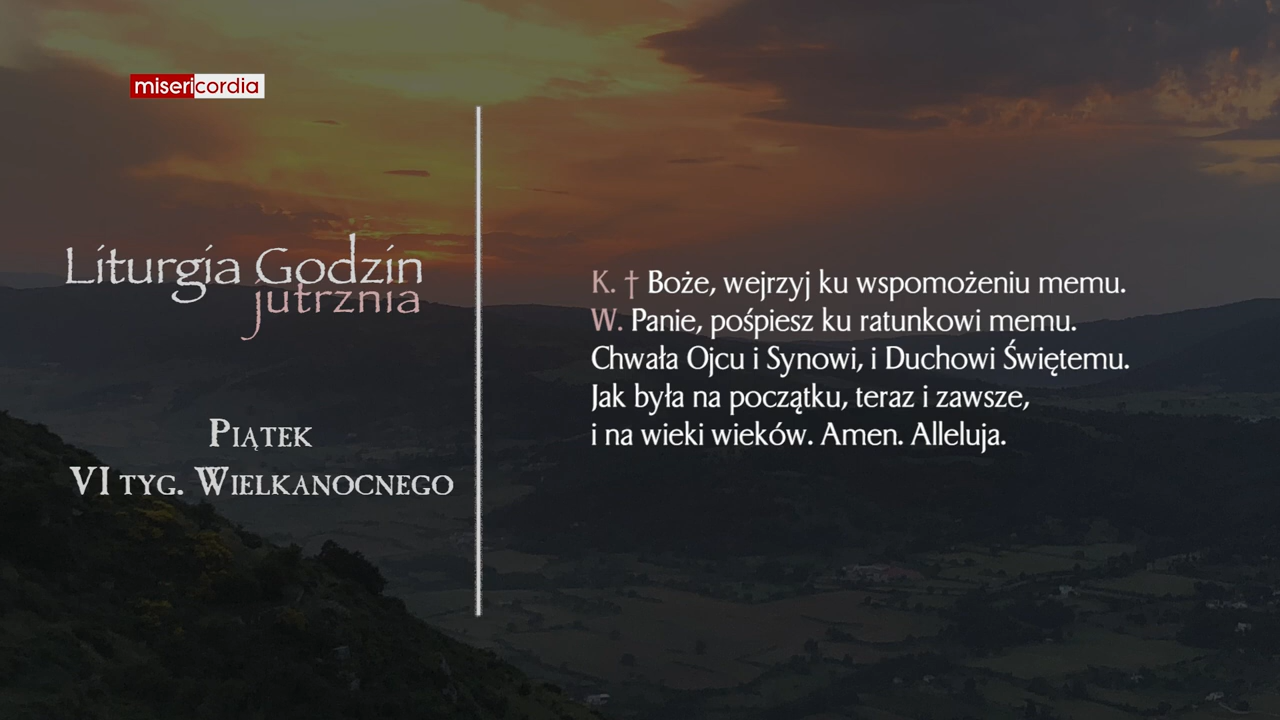 misericordia
Liturgia Godzin
jutrznia
Piątek
VI tyg. Wielkanocnego
K. † Boże, wejrzyj ku wspomożeniu memu.
W. Panie, pośpiesz ku ratunkowi memu.
Chwała Ojcu i Synowi, i Duchowi Świętemu.
Jak była na początku, teraz i zawsze,
i na wieki wieków. Amen. Alleluja.